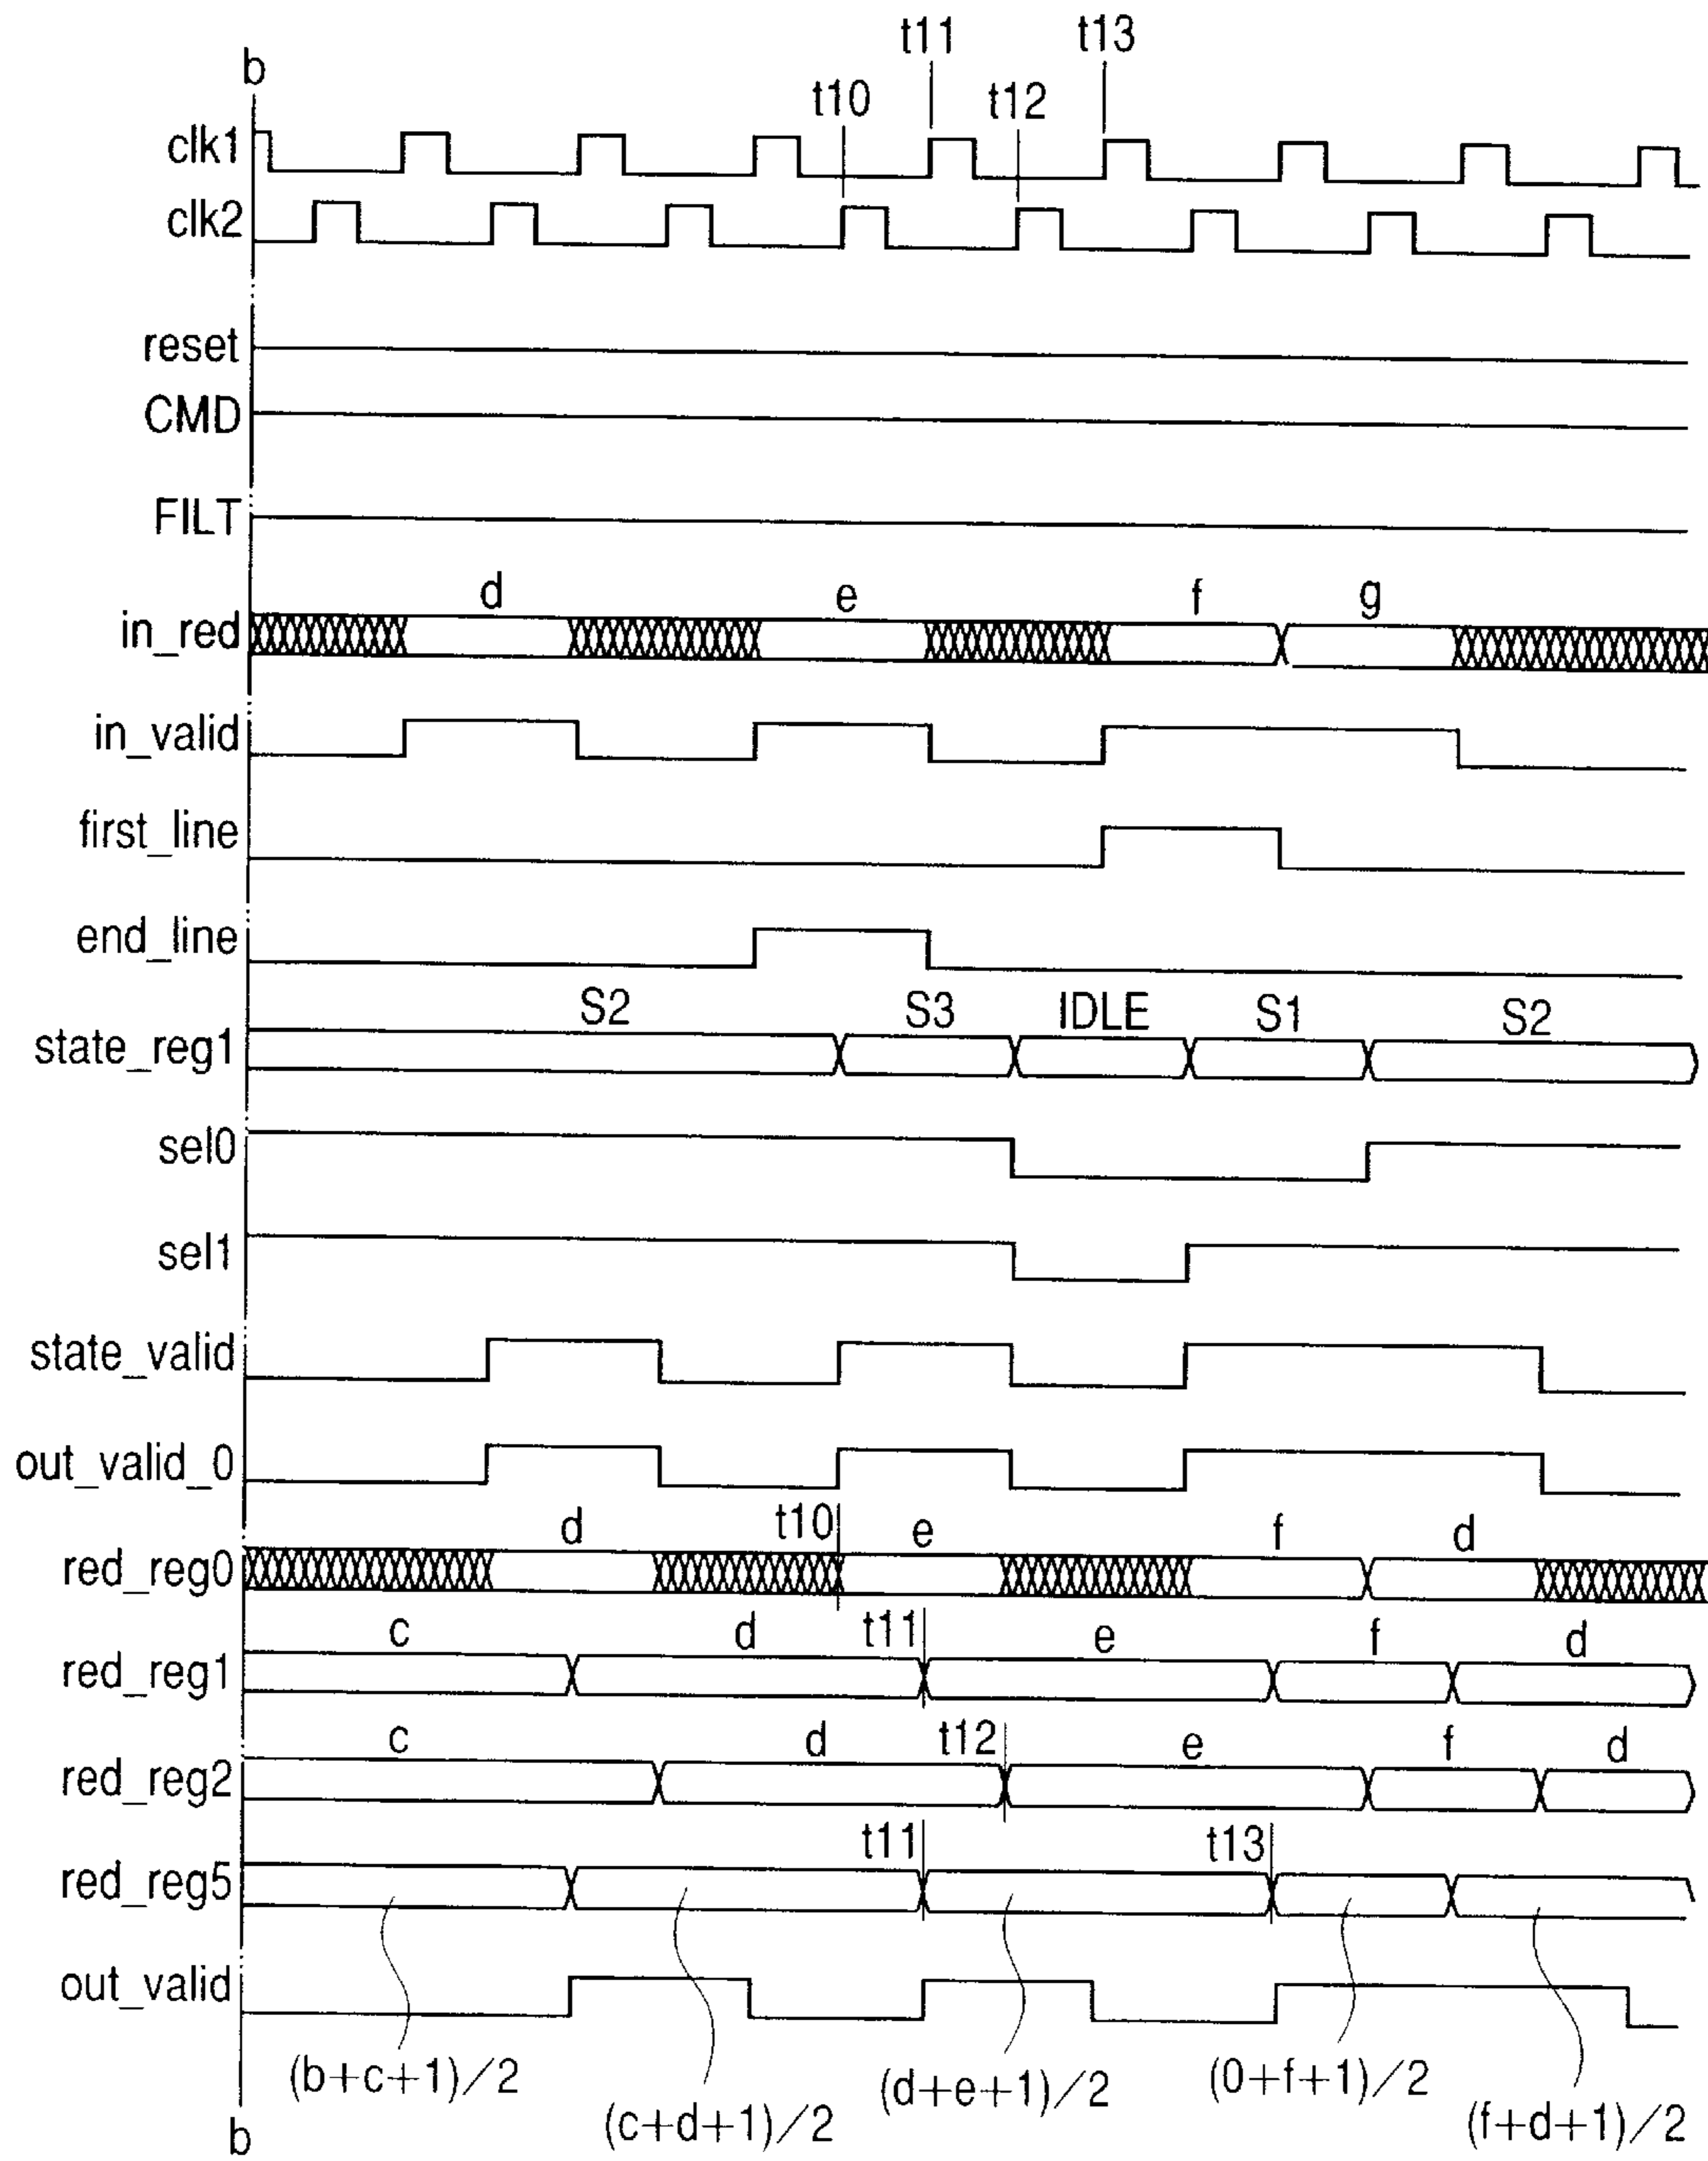 b
t11
t13
t10
t12
clk1
clk2
reset
CMD
FILT
d e f g
in_red
in_valid
first_line
end_line
S2 S3 IDLE S1 S2
state_reg1
sel0
sel1
state_valid
out_valid_0
d t10 e f d
red_reg0
c d t11 e f d
red_reg1
c d t12 e f d
red_reg2
t11 t13
red_reg5
out_valid
(b+c+1)/2 (d+e+1)/2 (0+f+1)/2
(c+d+1)/2 (f+d+1)/2
b